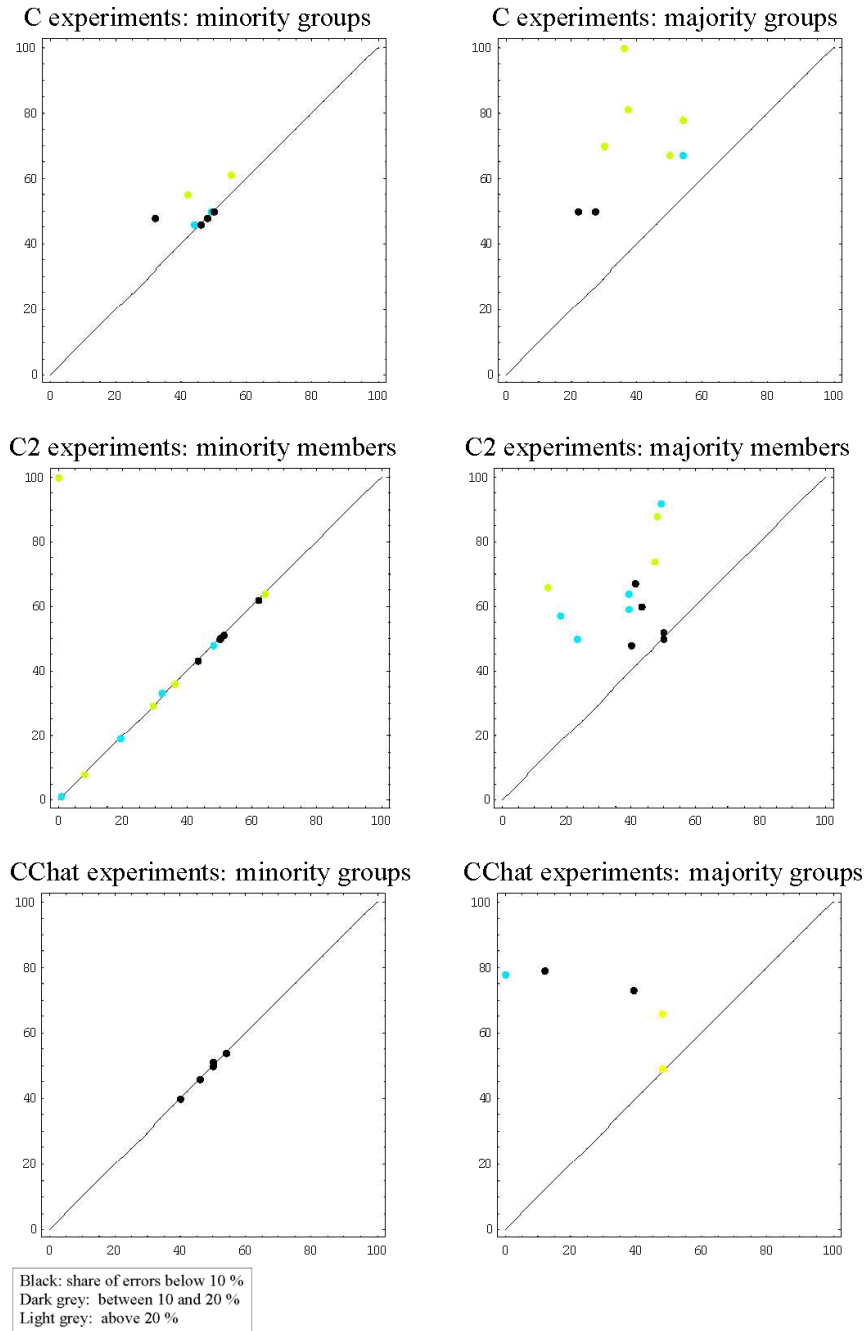 C experiments: minority groups
C experiments: majority groups
100
80
60
40
20
0
0 20 40 60 80 100
100
80
60
40
20
0
0 20 40 60 80 100
C2 experiments: minority members
C2 experiments: majority members
100
80
60
40
20
0
0 20 40 60 80 100
100
80
60
40
20
0
0 20 40 60 80 100
CChat experiments: minority groups
CChat experiments: majority groups
100
80
60
40
20
0
0 20 40 60 80 100
100
80
60
40
20
0
0 20 40 60 80 100
Black: share of errors below 10 %
Dark grey: between 10 and 20 %
Light grey: above 20 %